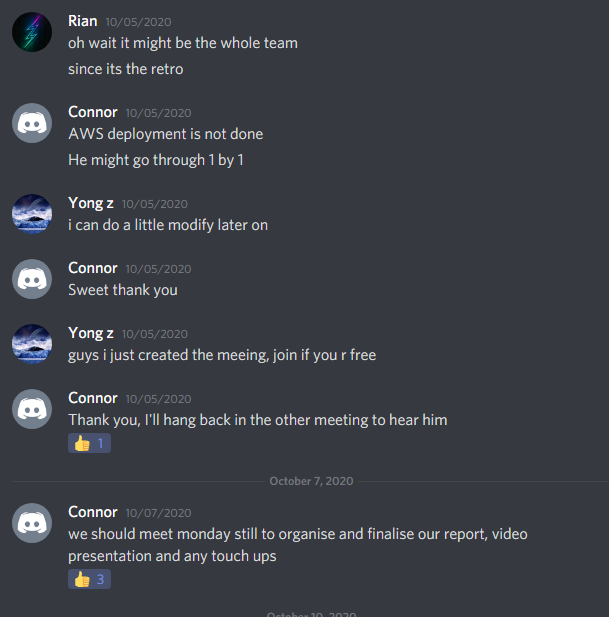 Rian 10/05/2020
oh wait it might be the whole team
since its the retro
Connor 10/05/2020
AWS deployment is not done
He might go through 1 by 1
Yong z 10/05/2020
i can do a little modify later on
Connor 10/05/2020
Sweet thank you
Yong z 10/05/2020
guys i just created the meeing, join if you r free
Connor 10/05/2020
Thank you, I'll hang back in the other meeting to hear him
1
October 7, 2020
Connor 10/07/2020
we should meet monday still to organise and finalise our report, video
presentation and any touch ups
3
October 10, 2020